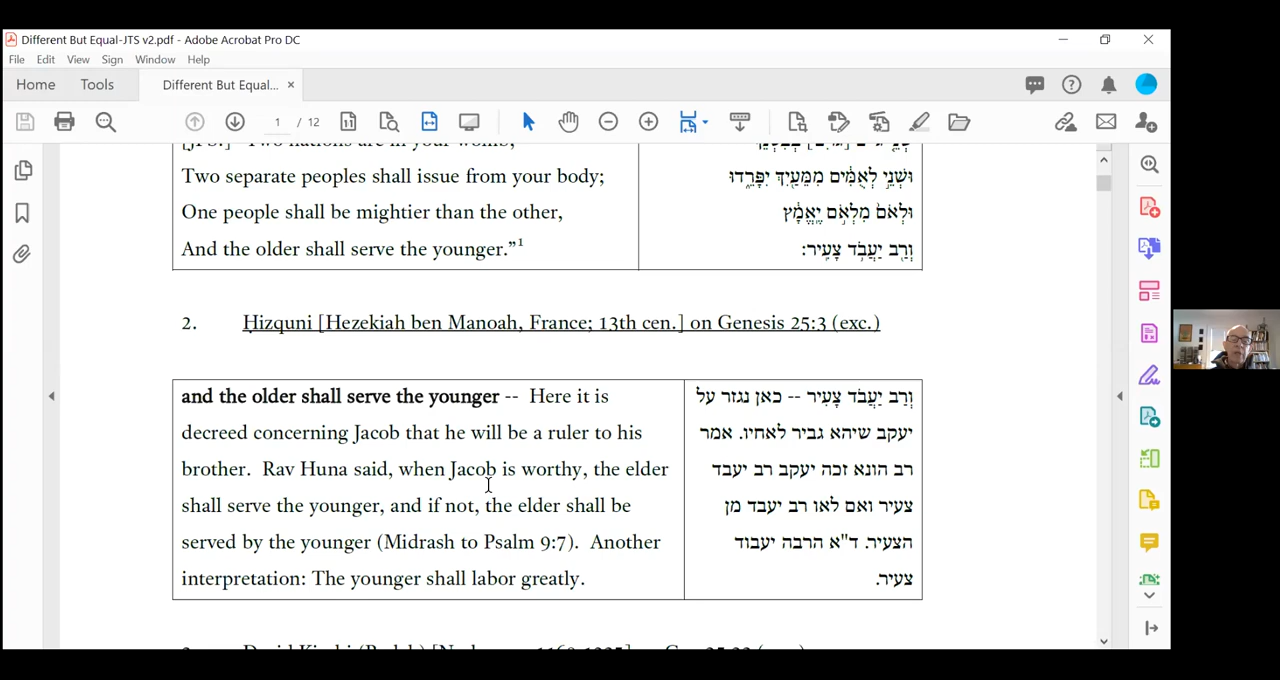 Different But Equal-JTS v2.pdf - Adobe Acrobat Pro DC
File Edit View Sign Window Help
Home Tools Different But Equal... ×
1 / 12
Two separate peoples shall issue from your body;
One people shall be mightier than the other,
And the older shall serve the younger.”1
וּשְׁנֵ֣י לְאֻמִּ֔ים מִמֵּעַ֖יִךְ יִפָּרֵ֑דוּ
וּלְאֹם֙ מִלְאֹ֣ם יֶֽאֱמָ֔ץ
וְרַ֖ב יַעֲבֹ֥ד צָעִֽיר׃
2. Ḥizquni [Hezekiah ben Manoah, France; 13th cen.] on Genesis 25:3 (exc.)
and the older shall serve the younger -- Here it is
decreed concerning Jacob that he will be a ruler to his
brother. Rav Huna said, when Jacob is worthy, the elder
shall serve the younger, and if not, the elder shall be
served by the younger (Midrash to Psalm 9:7). Another
interpretation: The younger shall labor greatly.
וְרַב יַעֲבֹד צָעִיר -- כאן נגזר על
יעקב שיהא גביר לאחיו. אמר
רב הונא זכה יעקב רב יעבד
צעיר ואם לאו רב יעבד מן
הצעיר. ד"א הרבה יעבוד
צעיר.